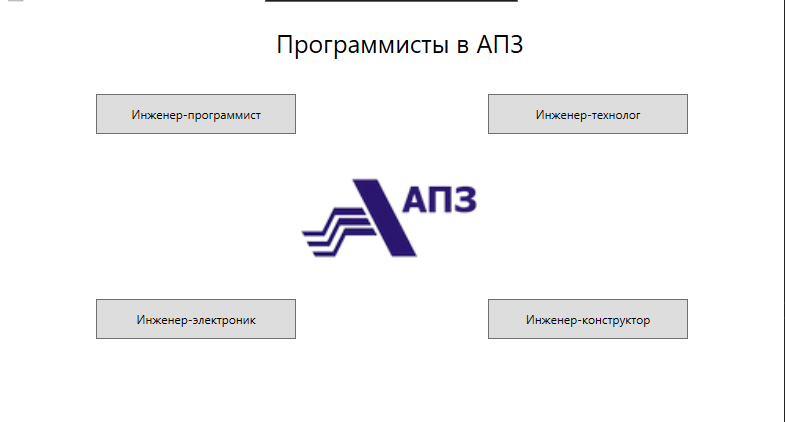 Программисты в АПЗ
Инженер-программист
Инженер-технолог
АПЗ
Инженер-электроник
Инженер-конструктор